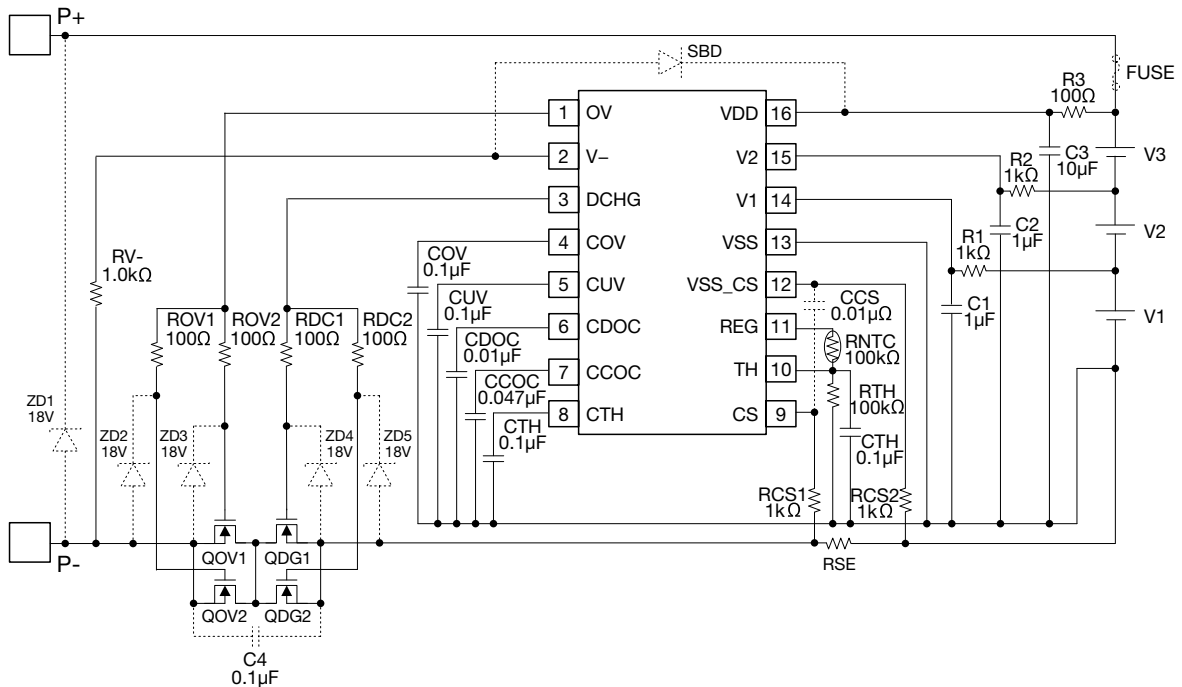 P+
SBD
FUSE
R3
100Ω
1 OV
VDD 16
2 V–
V2 15
C3
10µF
V3
R2
1kΩ
3 DCHG
V1 14
C2
1µF
V2
4 COV
VSS 13
R1
1kΩ
RV-
1.0kΩ
COV
0.1µF
5 CUV
VSS_CS 12
CCS
0.01µΩ
C1
1µF
V1
CUV
0.1µF
ROV1
100Ω
ROV2
100Ω
RDC1
100Ω
RDC2
100Ω
6 CDOC
REG 11
RNTC
100kΩ
CDOC
0.01µF
7 CCOC
TH 10
CCOC
0.047µF
RTH
100kΩ
8 CTH
CS 9
CTH
0.1µF
CTH
0.1µF
ZD1
18V
ZD2
18V
ZD3
18V
ZD4
18V
ZD5
18V
RCS1
1kΩ
RCS2
1kΩ
P-
QOV1
QDG1
RSE
QOV2
QDG2
C4
0.1µF